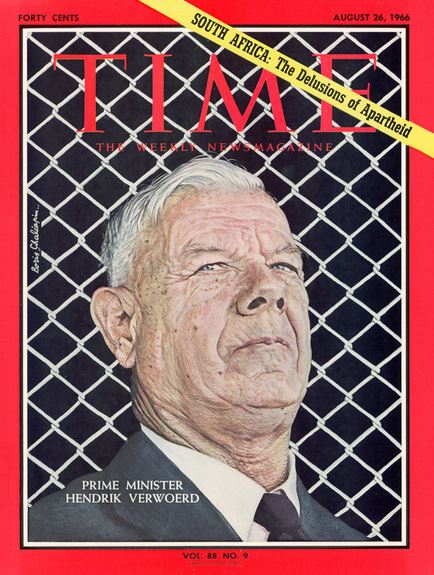 FORTY CENTS
AUGUST 26, 1966
SOUTH AFRICA: The Delusions of Apartheid
TIME
THE WEEKLY NEWSMAGAZINE
Boris Chaliapin..
PRIME MINISTER
HENDRIK VERWOERD
VOL. 88 NO. 9